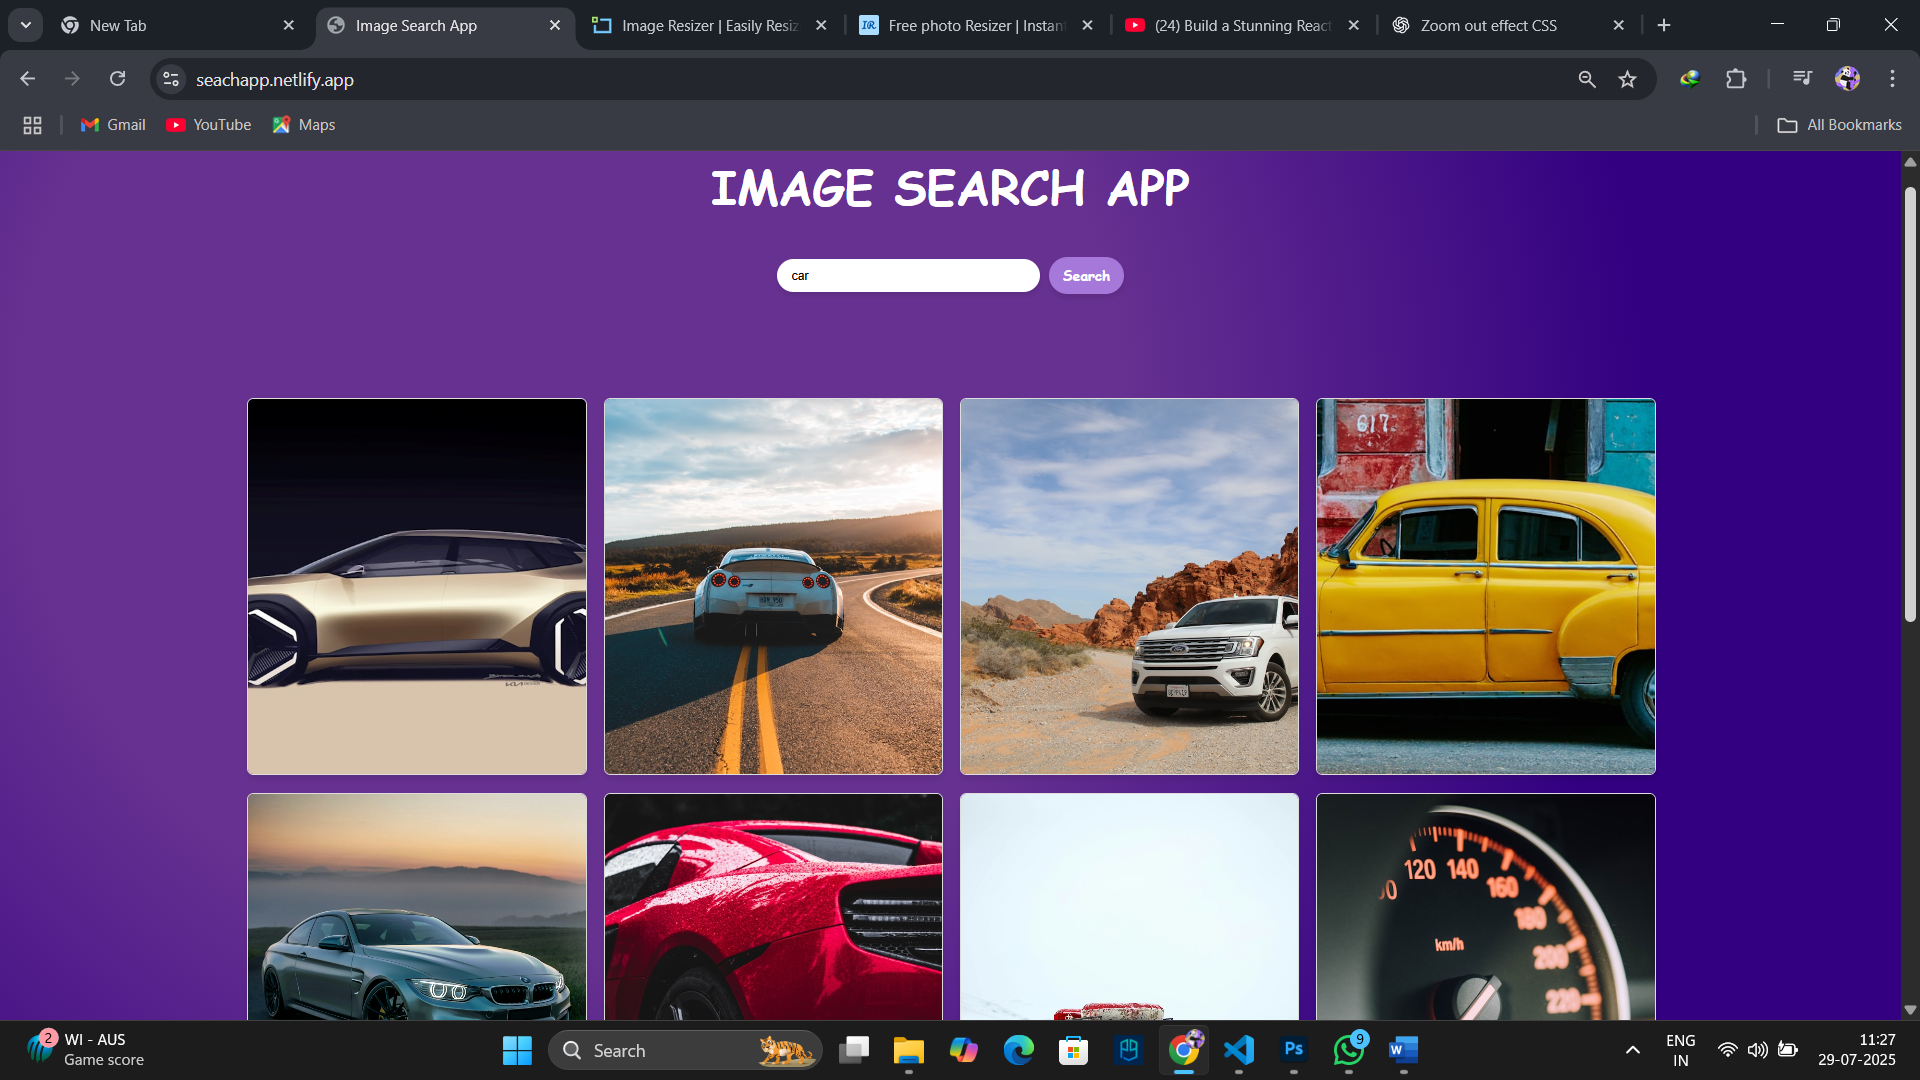 New Tab
Image Search App
Image Resizer | Easily Resiz
Free photo Resizer | Instan
(24) Build a Stunning React
Zoom out effect CSS
seachapp.netlify.app
Gmail
YouTube
Maps
All Bookmarks
IMAGE SEARCH APP
car
Search
617.
120
140
160
180
200
220
km/h
2
WI - AUS
Game score
Search
Ps
9
W
ENG
IN
11:27
29-07-2025